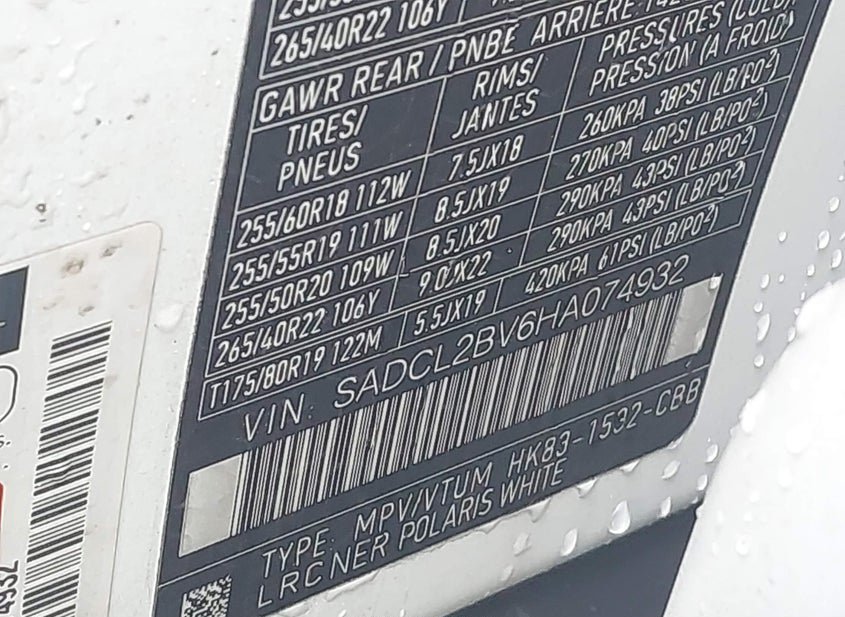 265/40R22 106Y
GAWR REAR / PNBE ARRIERE
TIRES/ PNEUS RIMS/ JANTES PRESSURES (COLD) PRESSION (A FROID)
255/60R18 112W 7.5JX18 260KPA 38PSI (LB/PO²)
255/55R19 111W 8.5JX19 270KPA 40PSI (LB/PO²)
255/50R20 109W 8.5JX20 290KPA 43PSI (LB/PO²)
265/40R22 106Y 9.0JX22 290KPA 43PSI (LB/PO²)
T175/80R19 122M 5.5JX19 420KPA 61PSI (LB/PO²)
VIN: SADCL2BV6HA074932
TYPE: MPV/VTUM HK83-1532-CBB
LRC NER POLARIS WHITE
4932